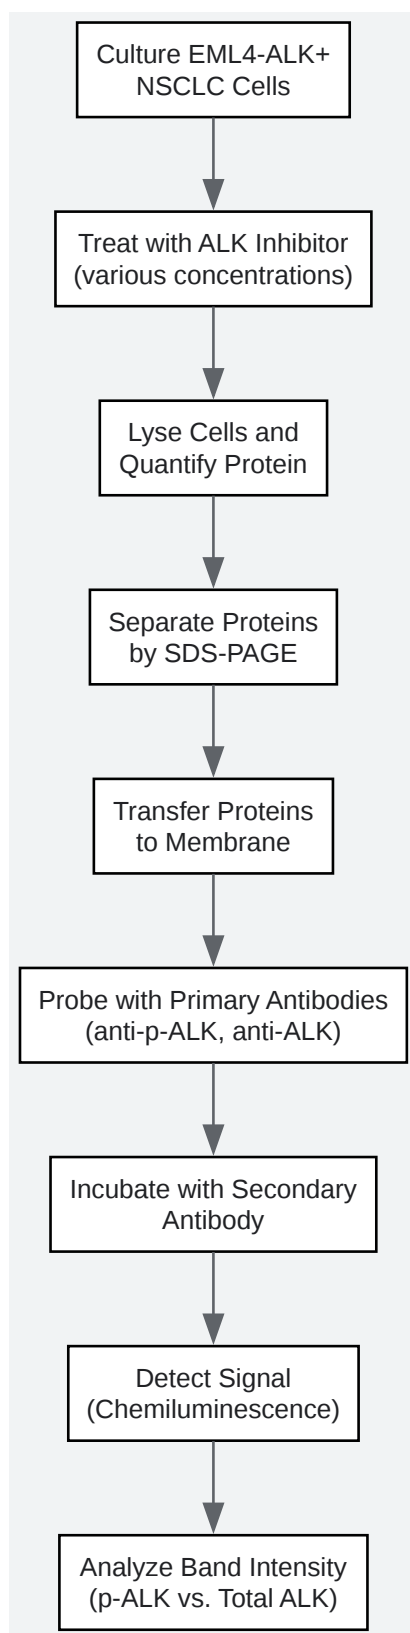 Culture EML4-ALK+
NSCLC Cells
Treat with ALK Inhibitor
(various concentrations)
Lyse Cells and
Quantify Protein
Separate Proteins
by SDS-PAGE
Transfer Proteins
to Membrane
Probe with Primary Antibodies
(anti-p-ALK, anti-ALK)
Incubate with Secondary
Antibody
Detect Signal
(Chemiluminescence)
Analyze Band Intensity
(p-ALK vs. Total ALK)